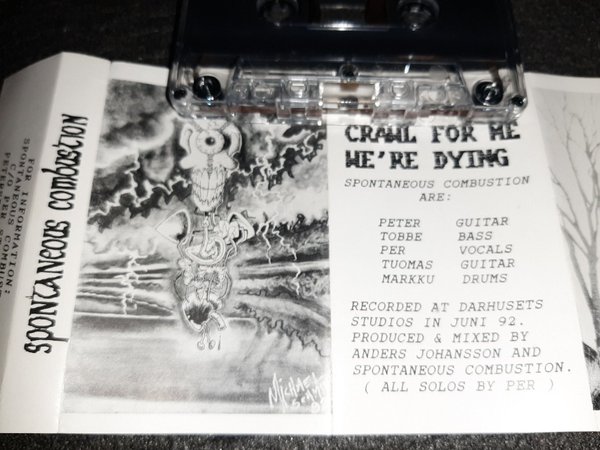 FOR INFORMATION:
SPONTANEOUS
C/O PER
SPONTANEOUS COMBUSTION
CRAWL FOR ME
WE'RE DYING
SPONTANEOUS COMBUSTION
ARE:
PETER GUITAR
TOBBE BASS
PER VOCALS
TUOMAS GUITAR
MARKKU DRUMS
RECORDED AT DARHUSETS
STUDIOS IN JUNI 92.
PRODUCED & MIXED BY
ANDERS JOHANSSON AND
SPONTANEOUS COMBUSTION.
( ALL SOLOS BY PER )